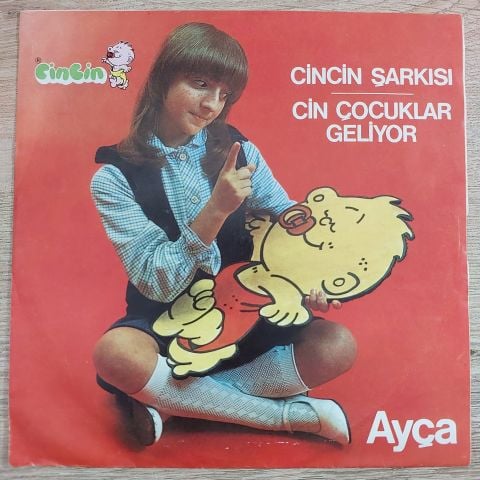 ® CinCin
CİNCİN ŞARKISI
CİN ÇOCUKLAR
GELİYOR
Ayça